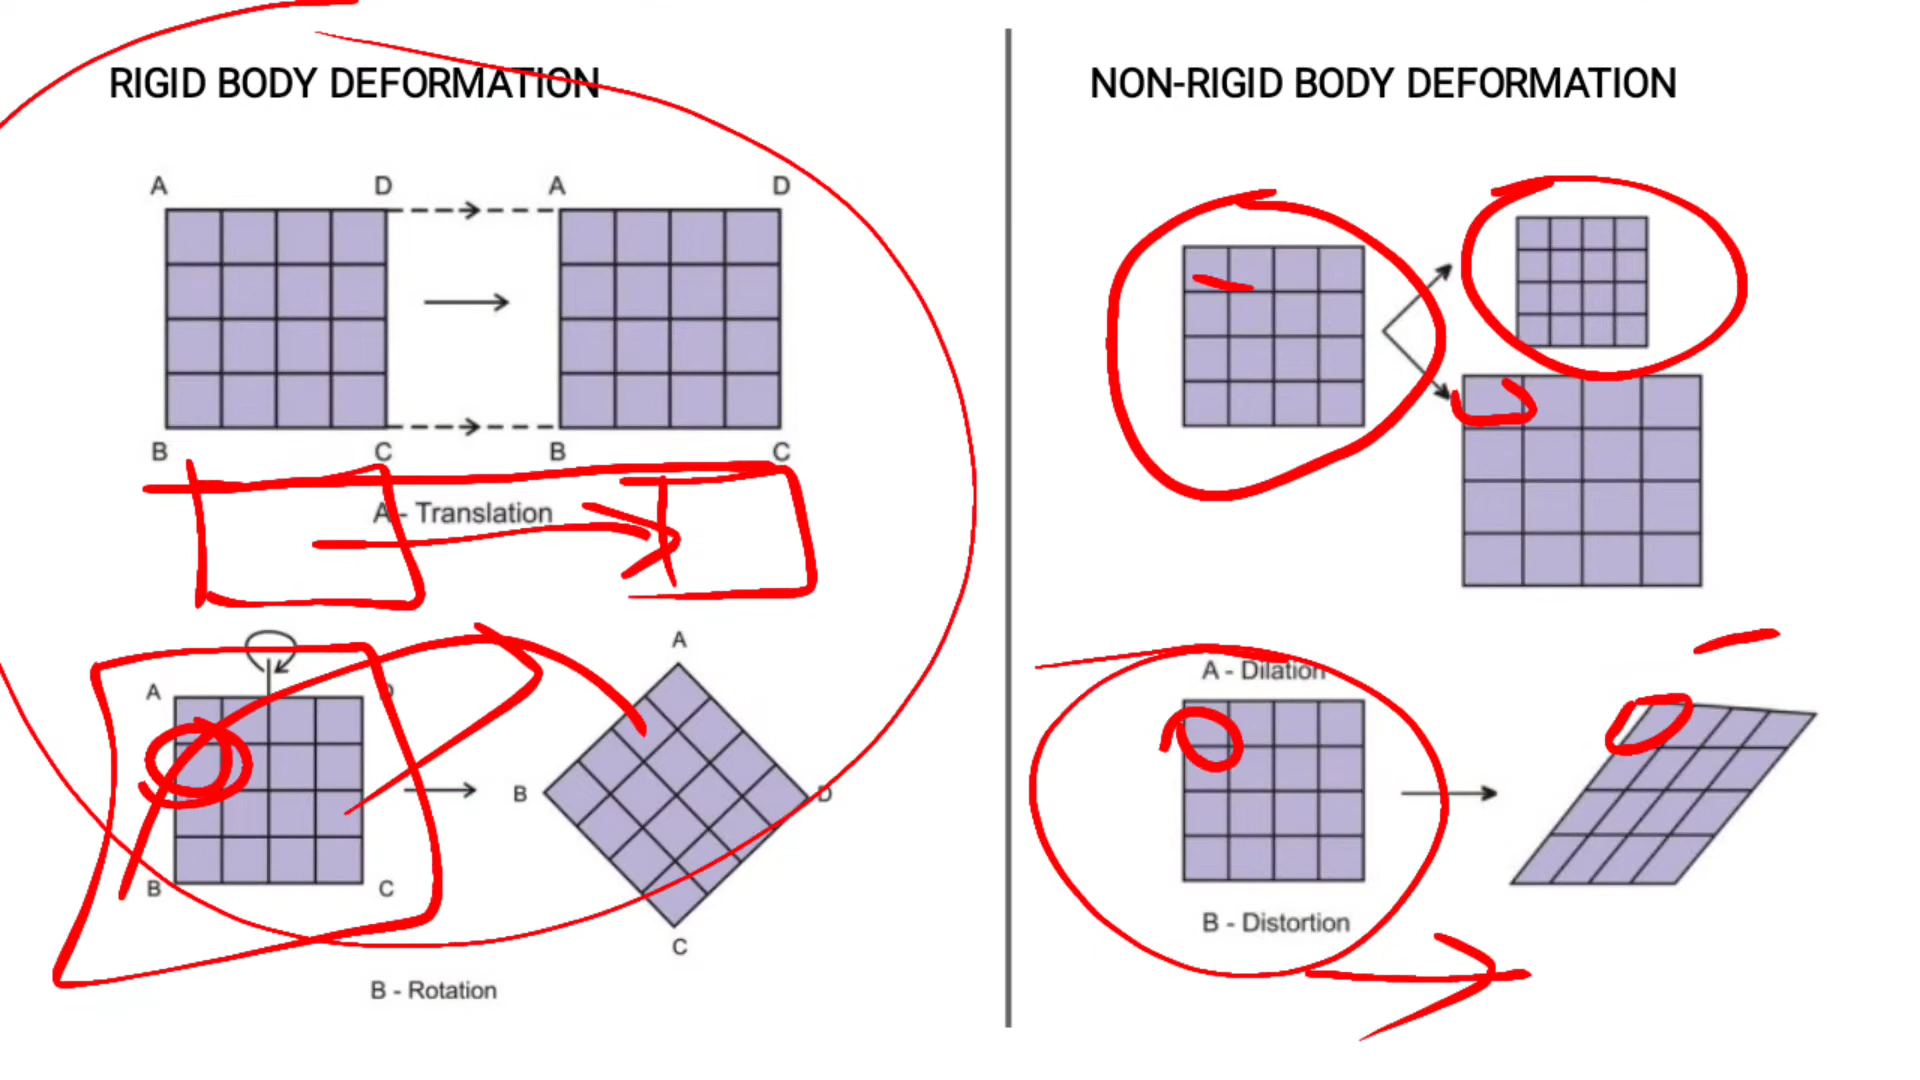 RIGID BODY DEFORMATION
A D A D
B C B C
A - Translation
A D
B C
A
B D
C
B - Rotation
NON-RIGID BODY DEFORMATION
A - Dilation
B - Distortion